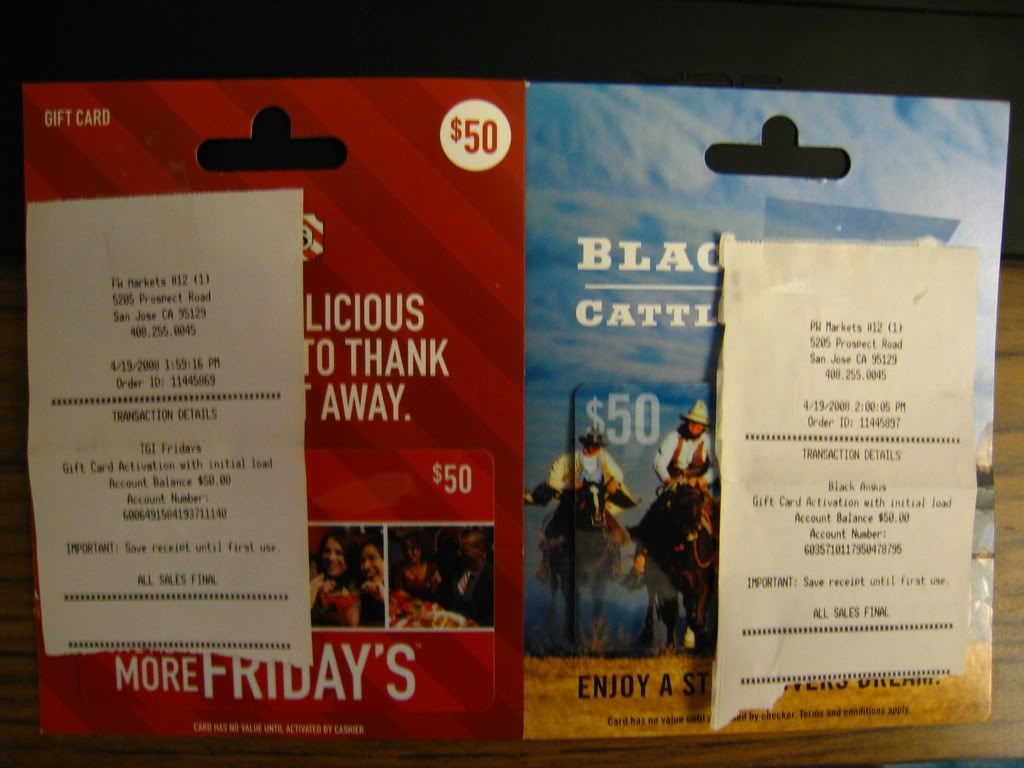 GIFT CARD
$50
LICIOUS
TO THANK
AWAY.
$50
MORE FRIDAY'S™
CARD HAS NO VALUE UNTIL ACTIVATED BY CASHIER.
PW Markets #12 (1)
5205 Prospect Road
San Jose CA 95129
408.255.0045
4/19/2008 1:59:16 PM
Order ID: 11445869
TRANSACTION DETAILS
TGI Fridays
Gift Card Activation with initial load
Account Balance $50.00
Account Number:
6006491504193711140
IMPORTANT: Save receipt until first use.
ALL SALES FINAL
BLAC
CATTL
$50
ENJOY A ST
DREAM.
Card has no value until
by checker. Terms and conditions apply.
PW Markets #12 (1)
5205 Prospect Road
San Jose CA 95129
408.255.0045
4/19/2008 2:00:05 PM
Order ID: 11445897
TRANSACTION DETAILS
Black Angus
Gift Card Activation with initial load
Account Balance $50.00
Account Number:
6035710117950478795
IMPORTANT: Save receipt until first use.
ALL SALES FINAL